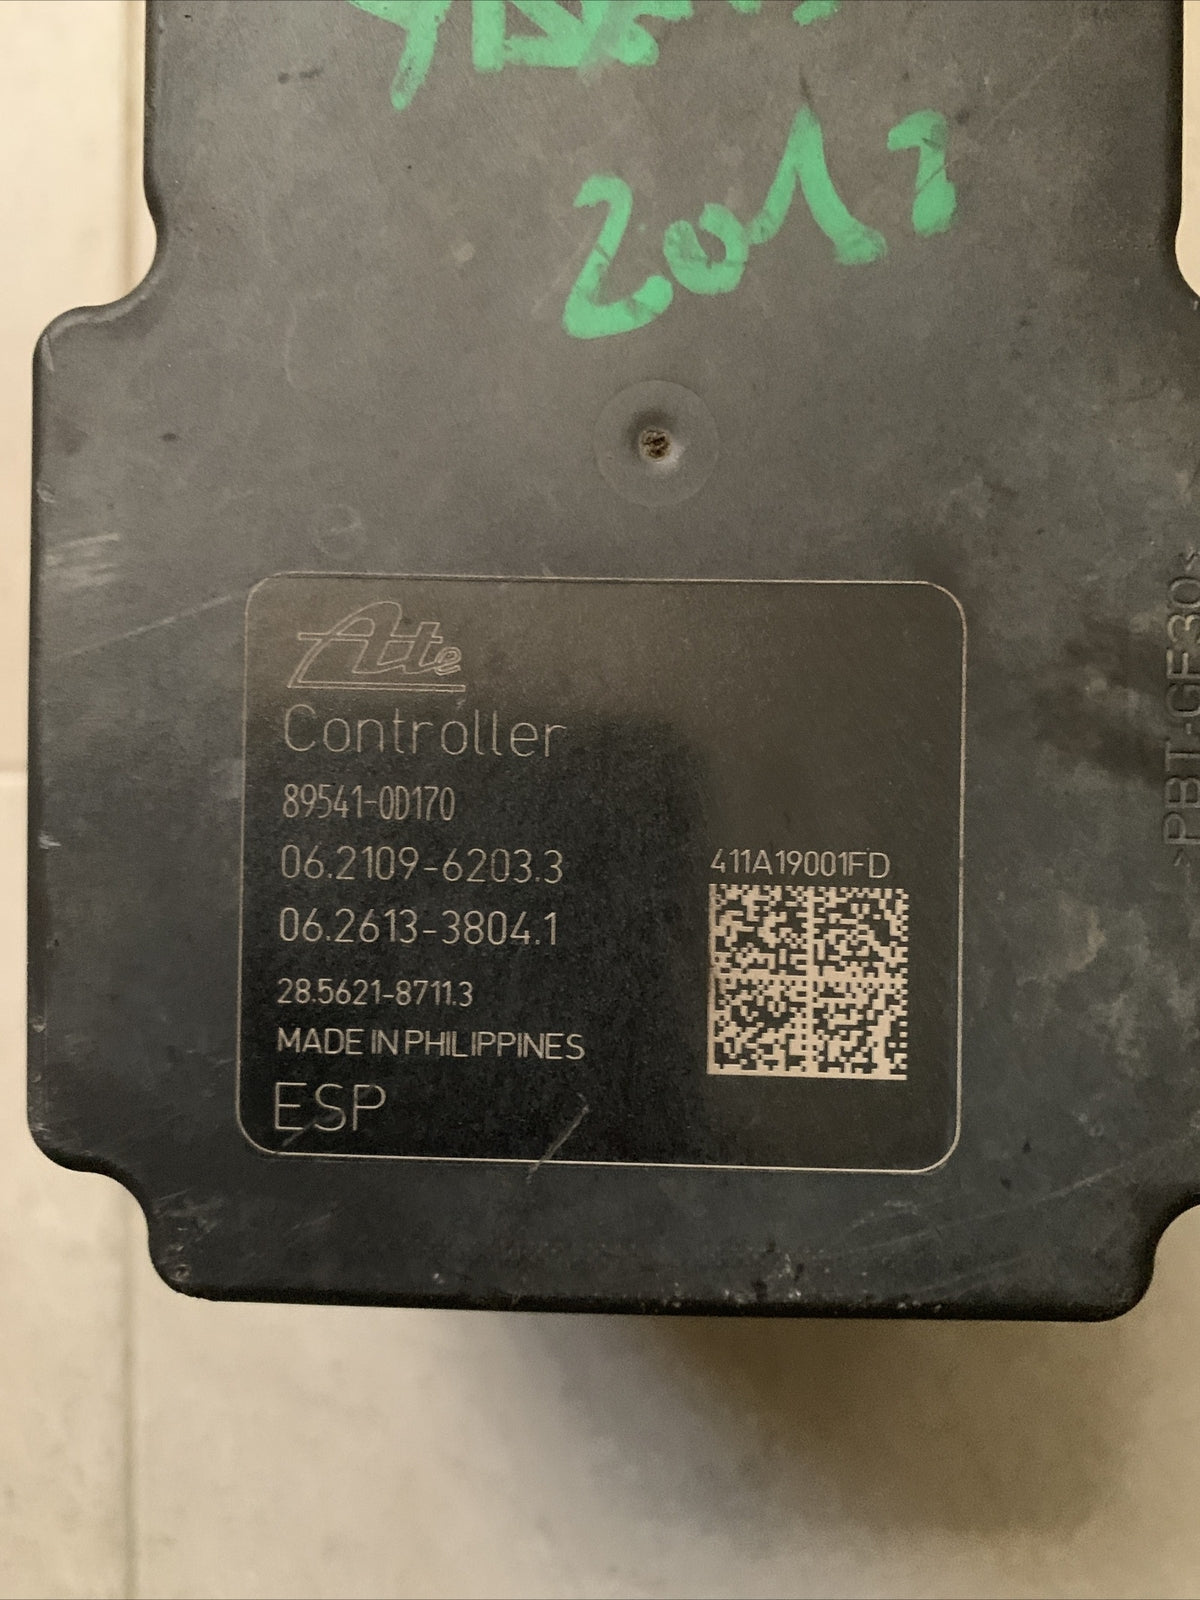 2017
Ate
Controller
89541-0D170
06.2109-6203.3
06.2613-3804.1
28.5621-8711.3
MADE IN PHILIPPINES
ESP
411A19001FD
>PBT-GF30<